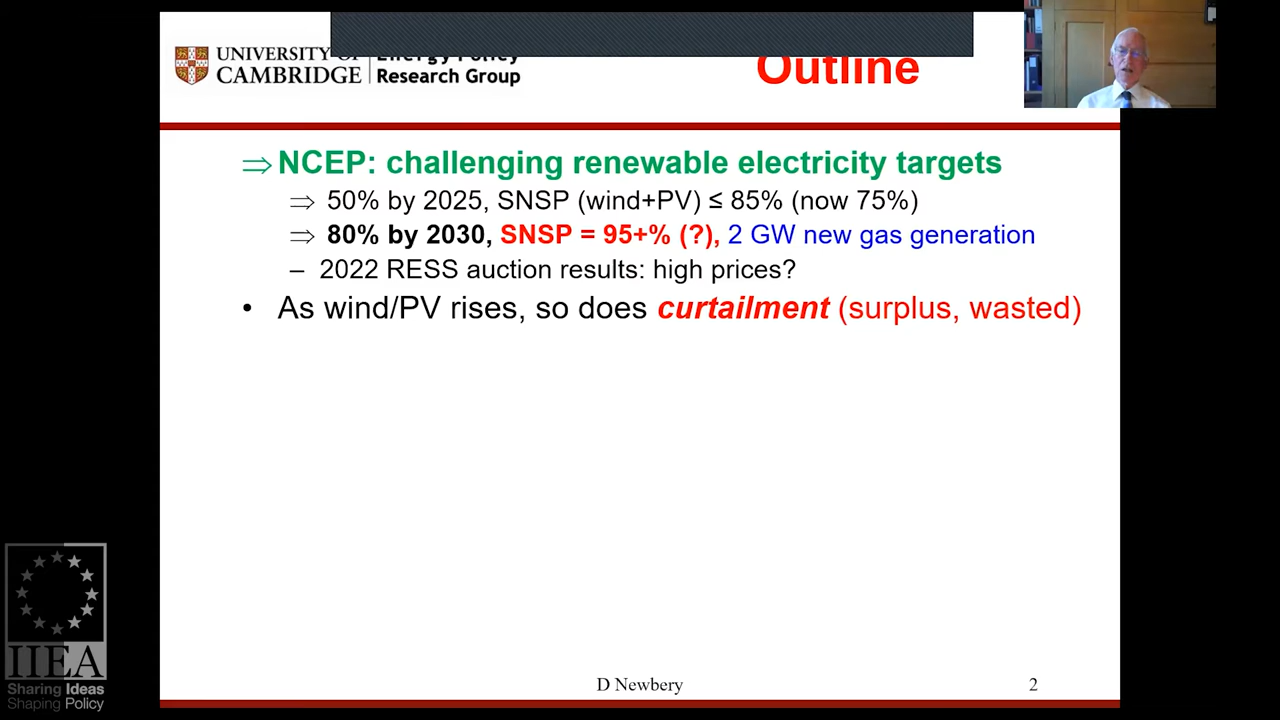 UNIVERSITY OF
CAMBRIDGE
Energy Policy
Research Group
Outline
⇒ NCEP: challenging renewable electricity targets
⇒ 50% by 2025, SNSP (wind+PV) ≤ 85% (now 75%)
⇒ 80% by 2030, SNSP = 95+% (?), 2 GW new gas generation
– 2022 RESS auction results: high prices?
• As wind/PV rises, so does curtailment (surplus, wasted)
IIEA
Sharing Ideas
Shaping Policy
D Newbery
2